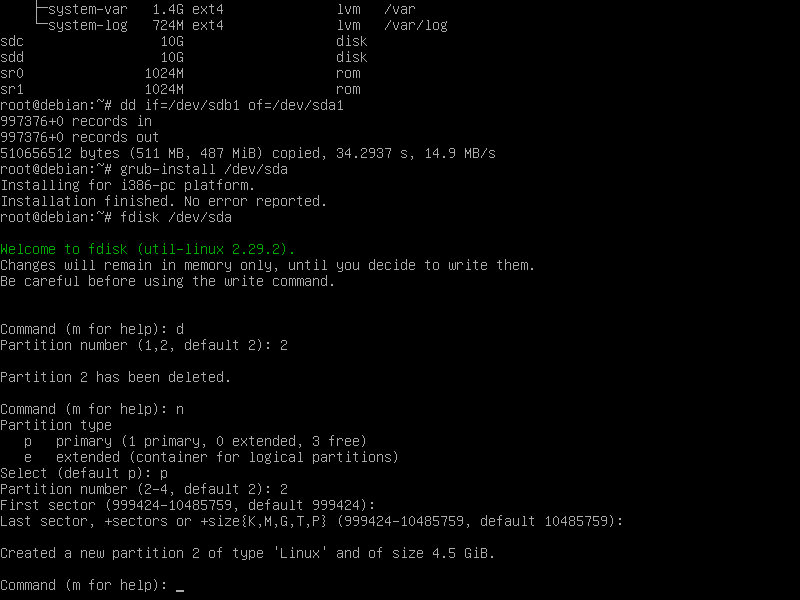 ├─system-var   1.4G ext4              lvm   /var
└─system-log   724M ext4              lvm   /var/log
sdc                 10G                   disk
sdd                 10G                   disk
sr0               1024M                   rom
sr1               1024M                   rom
root@debian:~# dd if=/dev/sdb1 of=/dev/sda1
997376+0 records in
997376+0 records out
510656512 bytes (511 MB, 487 MiB) copied, 34.2937 s, 14.9 MB/s
root@debian:~# grub-install /dev/sda
Installing for i386-pc platform.
Installation finished. No error reported.
root@debian:~# fdisk /dev/sda
Welcome to fdisk (util-linux 2.29.2).
Changes will remain in memory only, until you decide to write them.
Be careful before using the write command.
Command (m for help): d
Partition number (1,2, default 2): 2
Partition 2 has been deleted.
Command (m for help): n
Partition type
   p   primary (1 primary, 0 extended, 3 free)
   e   extended (container for logical partitions)
Select (default p): p
Partition number (2-4, default 2): 2
First sector (999424-10485759, default 999424):
Last sector, +sectors or +size{K,M,G,T,P} (999424-10485759, default 10485759):
Created a new partition 2 of type 'Linux' and of size 4.5 GiB.
Command (m for help): _